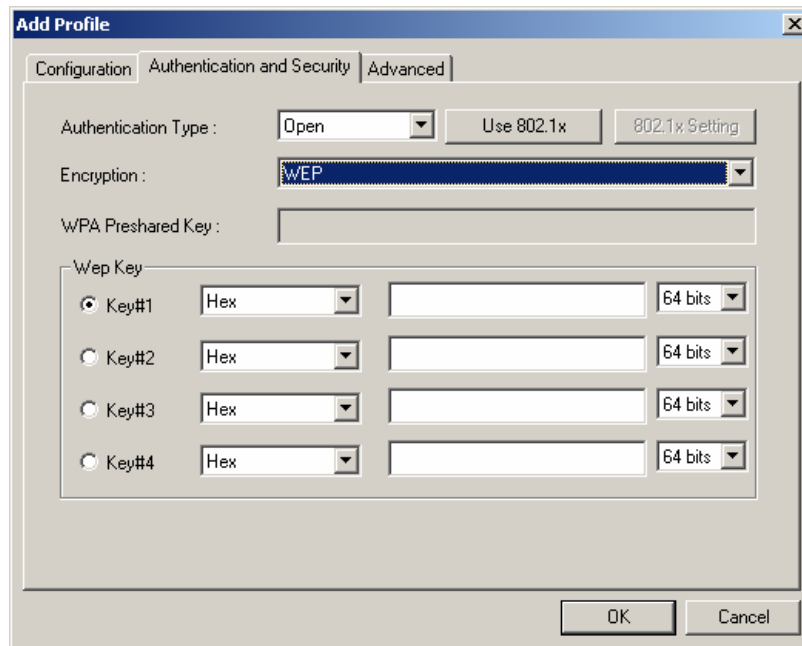 Add Profile
Configuration Authentication and Security Advanced
Authentication Type : Open Use 802.1x 802.1x Setting
Encryption : WEP
WPA Preshared Key :
Wep Key
Key#1 Hex 64 bits
Key#2 Hex 64 bits
Key#3 Hex 64 bits
Key#4 Hex 64 bits
OK Cancel